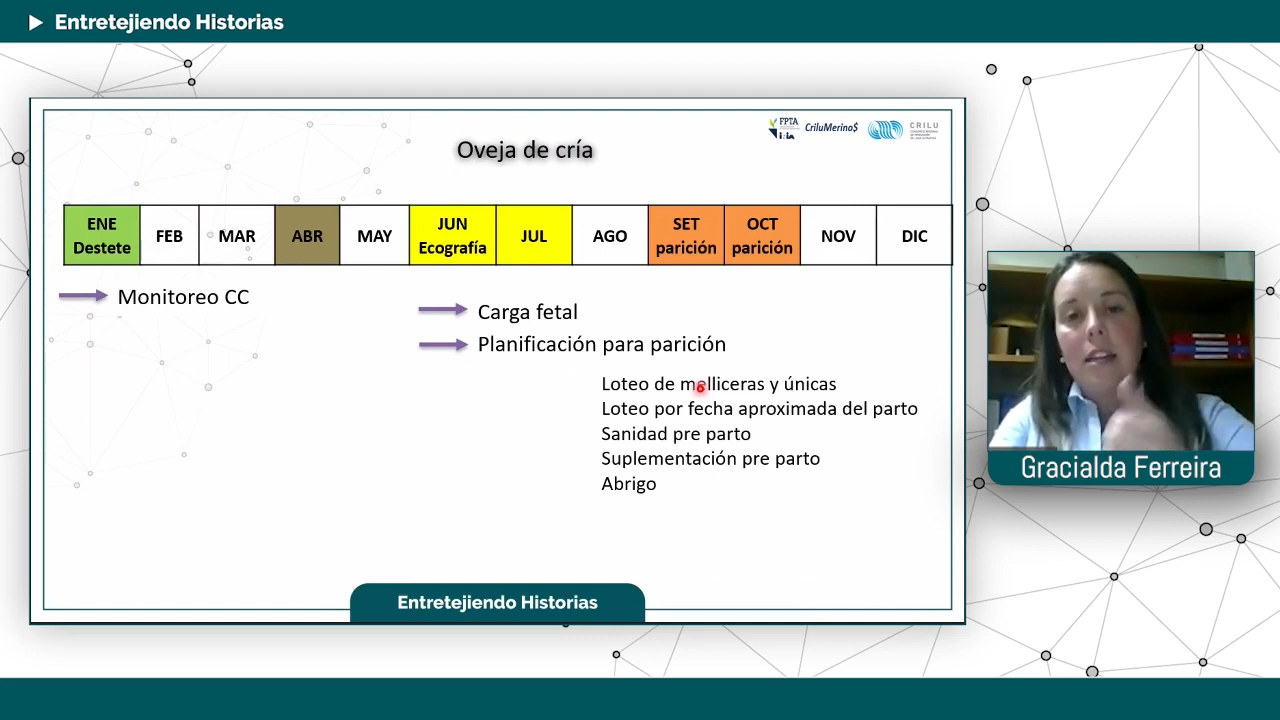 Entretejiendo Historias
FPTA
CriluMerino$
CRILU
Oveja de cría
ENE
Destete
FEB
MAR
ABR
MAY
JUN
Ecografía
JUL
AGO
SET
parición
OCT
parición
NOV
DIC
Monitoreo CC
Carga fetal
Planificación para parición
Loteo de melliceras y únicas
Loteo por fecha aproximada del parto
Sanidad pre parto
Suplementación pre parto
Abrigo
Gracialda Ferreira
Entretejiendo Historias